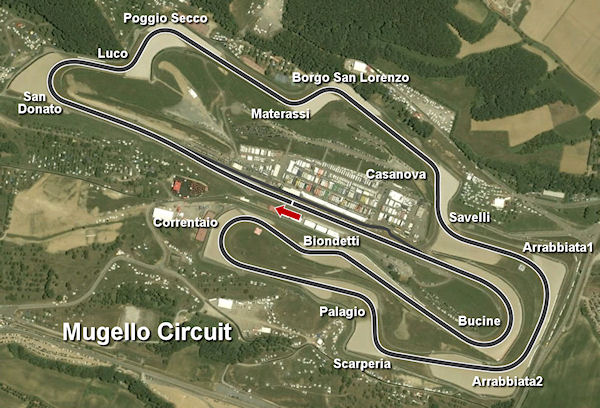 Poggio Secco
Luco
Borgo San Lorenzo
San
Donato
Materassi
Casanova
Savelli
Correntaio
Arrabbiata1
Biondetti
Palagio
Bucine
Mugello Circuit
Scarperia
Arrabbiata2